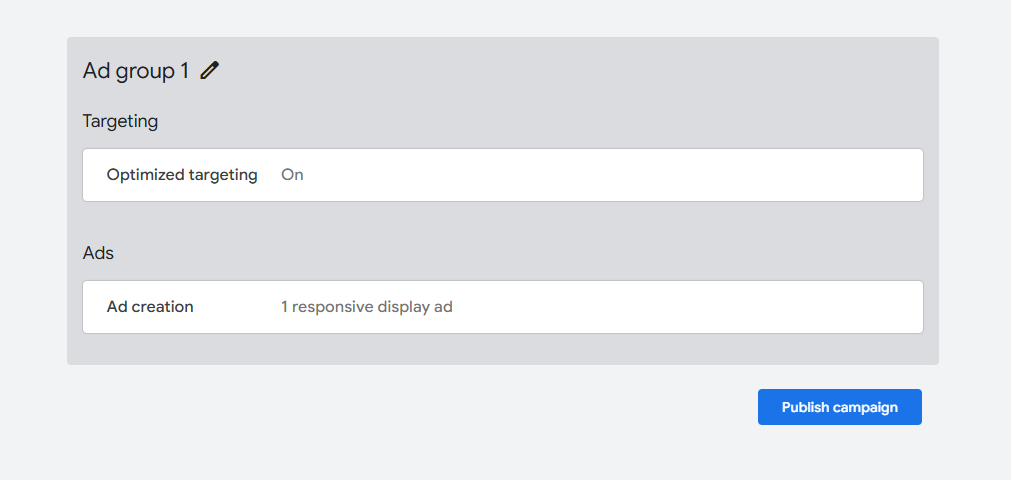 Ad group 1
Targeting
Optimized targeting On
Ads
Ad creation 1 responsive display ad
Publish campaign